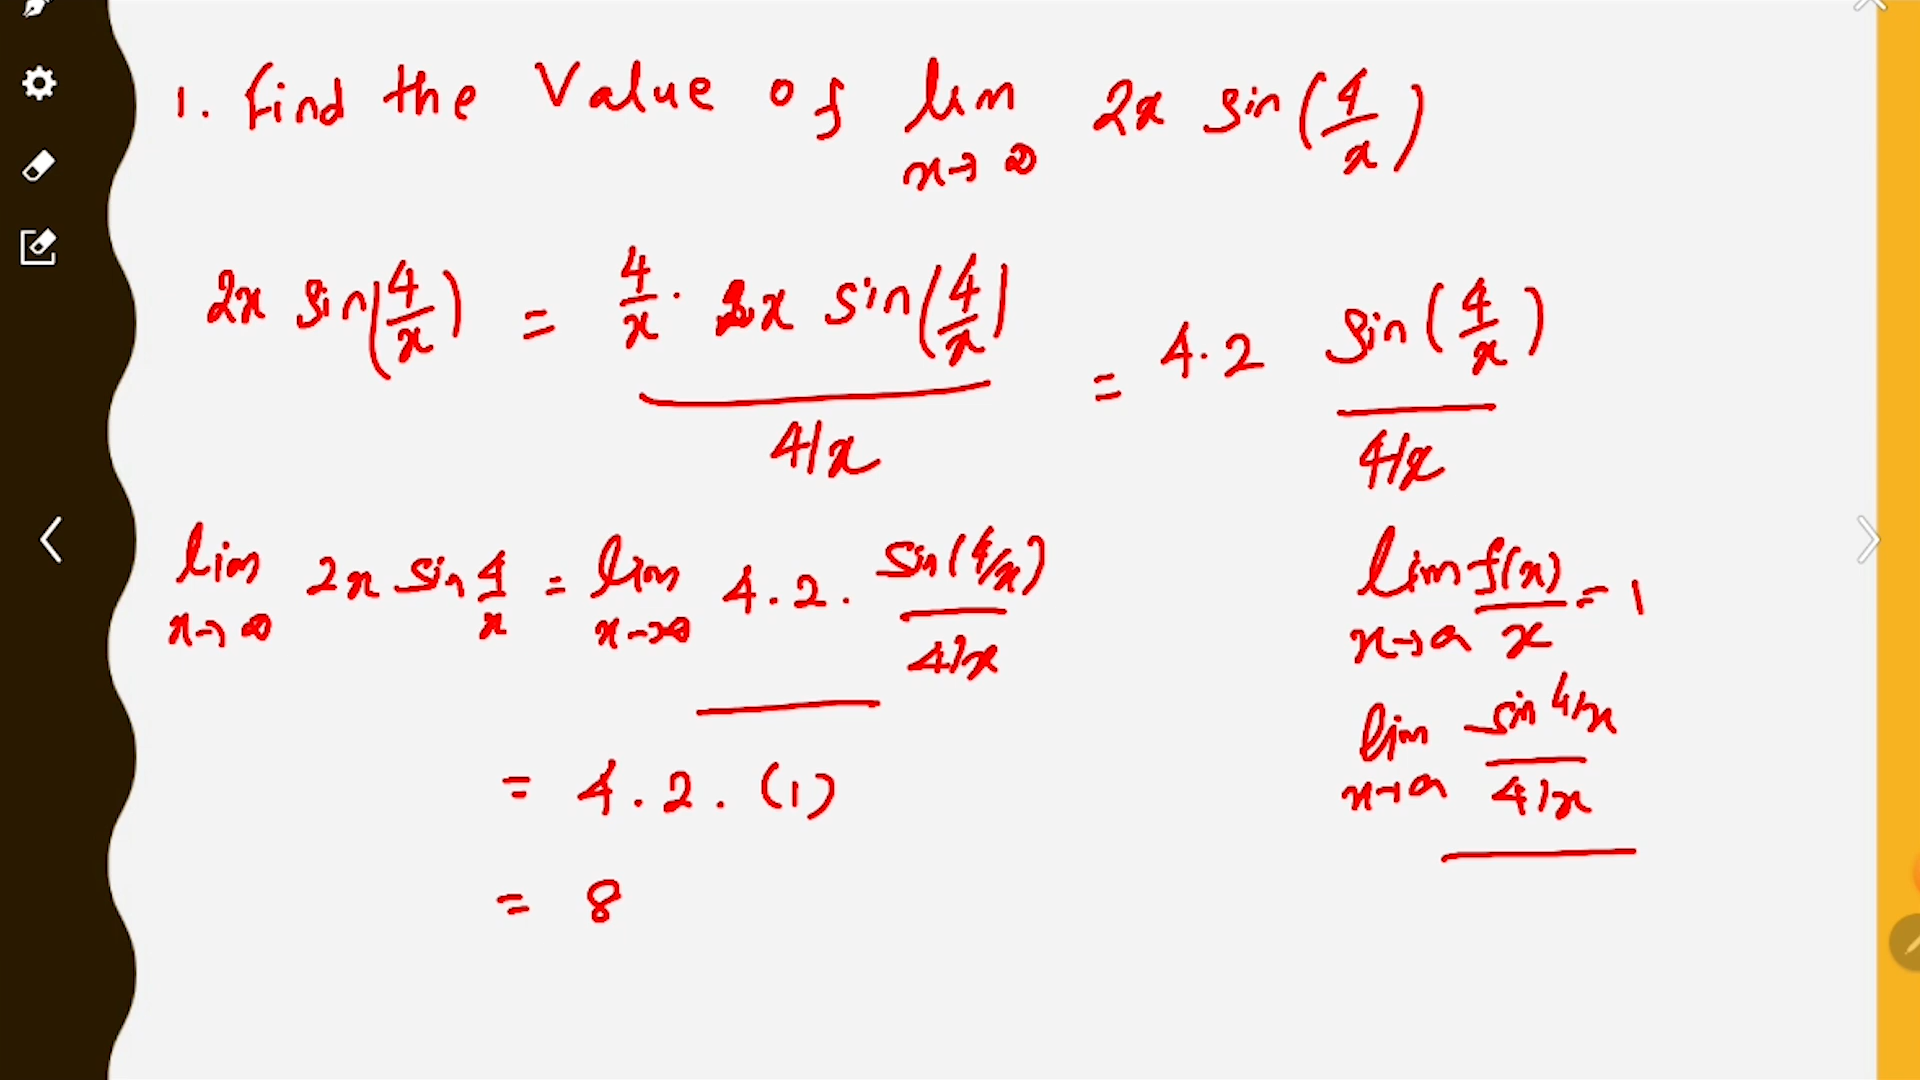 1. Find the Value of lim x→∞ 2x sin(4/x)
2x sin(4/x) = 4/x · 2x sin(4/x) / 4/x = 4.2 sin(4/x) / 4/x
lim x→∞ 2x sin 4/x = lim x→∞ 4.2. sin(4/x) / 4/x
lim x→a f(x)/x = 1
lim x→a sin 4/x / 4/x
= 4.2.(1)
= 8